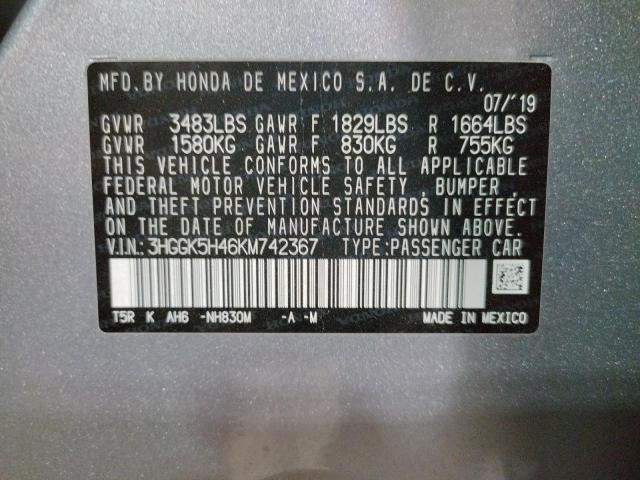 MFD.BY HONDA DE MEXICO S.A. DE C.V.
07/'19
GVWR 3483LBS GAWR F 1829LBS R 1664LBS
GVWR 1580KG GAWR F 830KG R 755KG
THIS VEHICLE CONFORMS TO ALL APPLICABLE
FEDERAL MOTOR VEHICLE SAFETY, BUMPER,
AND THEFT PREVENTION STANDARDS IN EFFECT
ON THE DATE OF MANUFACTURE SHOWN ABOVE.
V.I.N.:3HGGK5H46KM742367 TYPE:PASSENGER CAR
T5R K AH6 -NH830M -A -M MADE IN MEXICO